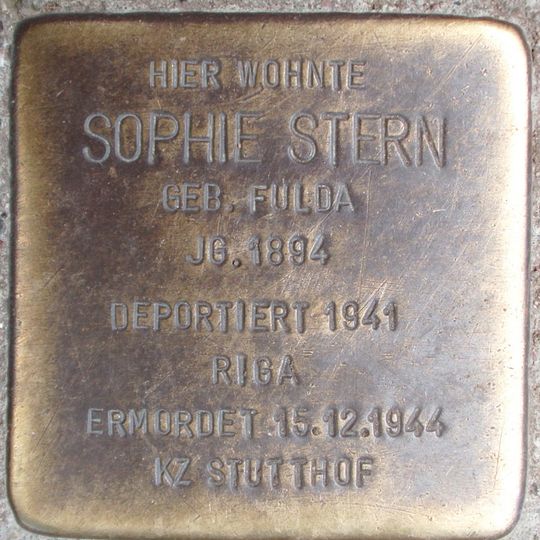 HIER WOHNTE
SOPHIE STERN
GEB. FULDA
JG. 1894
DEPORTIERT 1941
RIGA
ERMORDET 15.12.1944
KZ STUTTHOF